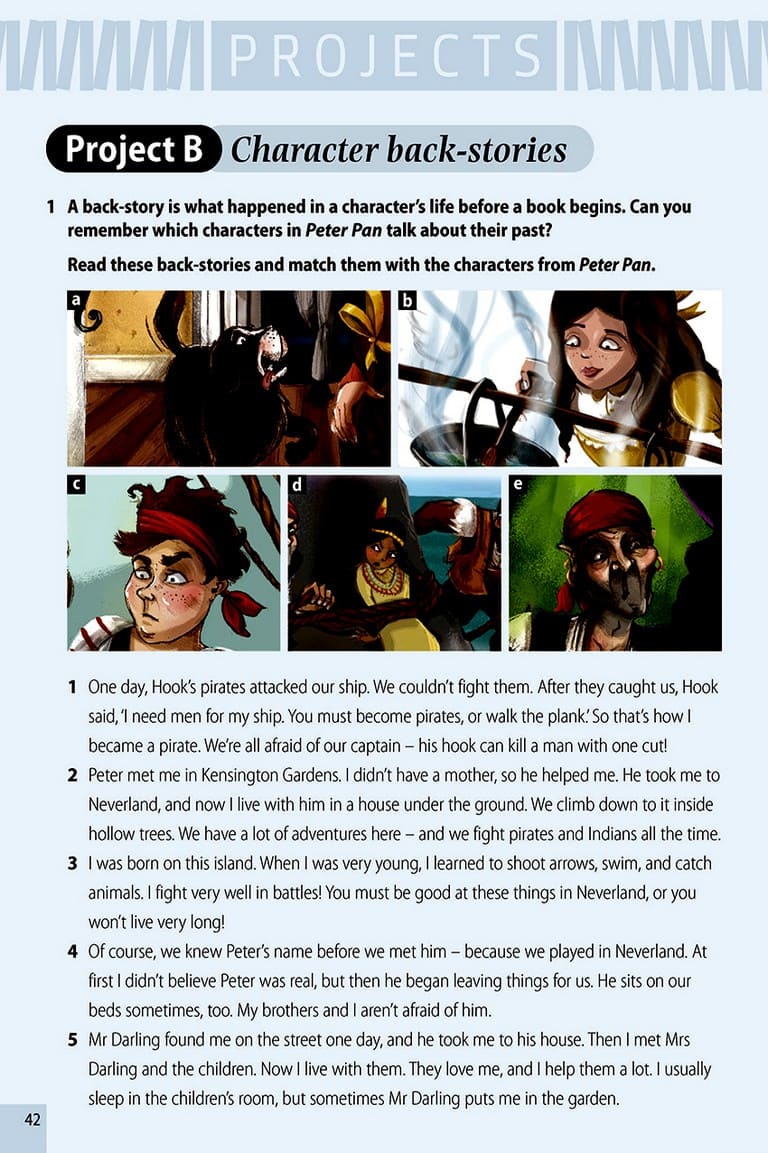 PROJECTS
Project B Character back-stories
1 A back-story is what happened in a character's life before a book begins. Can you
remember which characters in Peter Pan talk about their past?
Read these back-stories and match them with the characters from Peter Pan.
a
b
c
d
e
1 One day, Hook's pirates attacked our ship. We couldn't fight them. After they caught us, Hook
said, 'I need men for my ship. You must become pirates, or walk the plank.' So that's how I
became a pirate. We're all afraid of our captain – his hook can kill a man with one cut!
2 Peter met me in Kensington Gardens. I didn't have a mother, so he helped me. He took me to
Neverland, and now I live with him in a house under the ground. We climb down to it inside
hollow trees. We have a lot of adventures here – and we fight pirates and Indians all the time.
3 I was born on this island. When I was very young, I learned to shoot arrows, swim, and catch
animals. I fight very well in battles! You must be good at these things in Neverland, or you
won't live very long!
4 Of course, we knew Peter's name before we met him – because we played in Neverland. At
first I didn't believe Peter was real, but then he began leaving things for us. He sits on our
beds sometimes, too. My brothers and I aren't afraid of him.
5 Mr Darling found me on the street one day, and he took me to his house. Then I met Mrs
Darling and the children. Now I live with them. They love me, and I help them a lot. I usually
sleep in the children's room, but sometimes Mr Darling puts me in the garden.
42